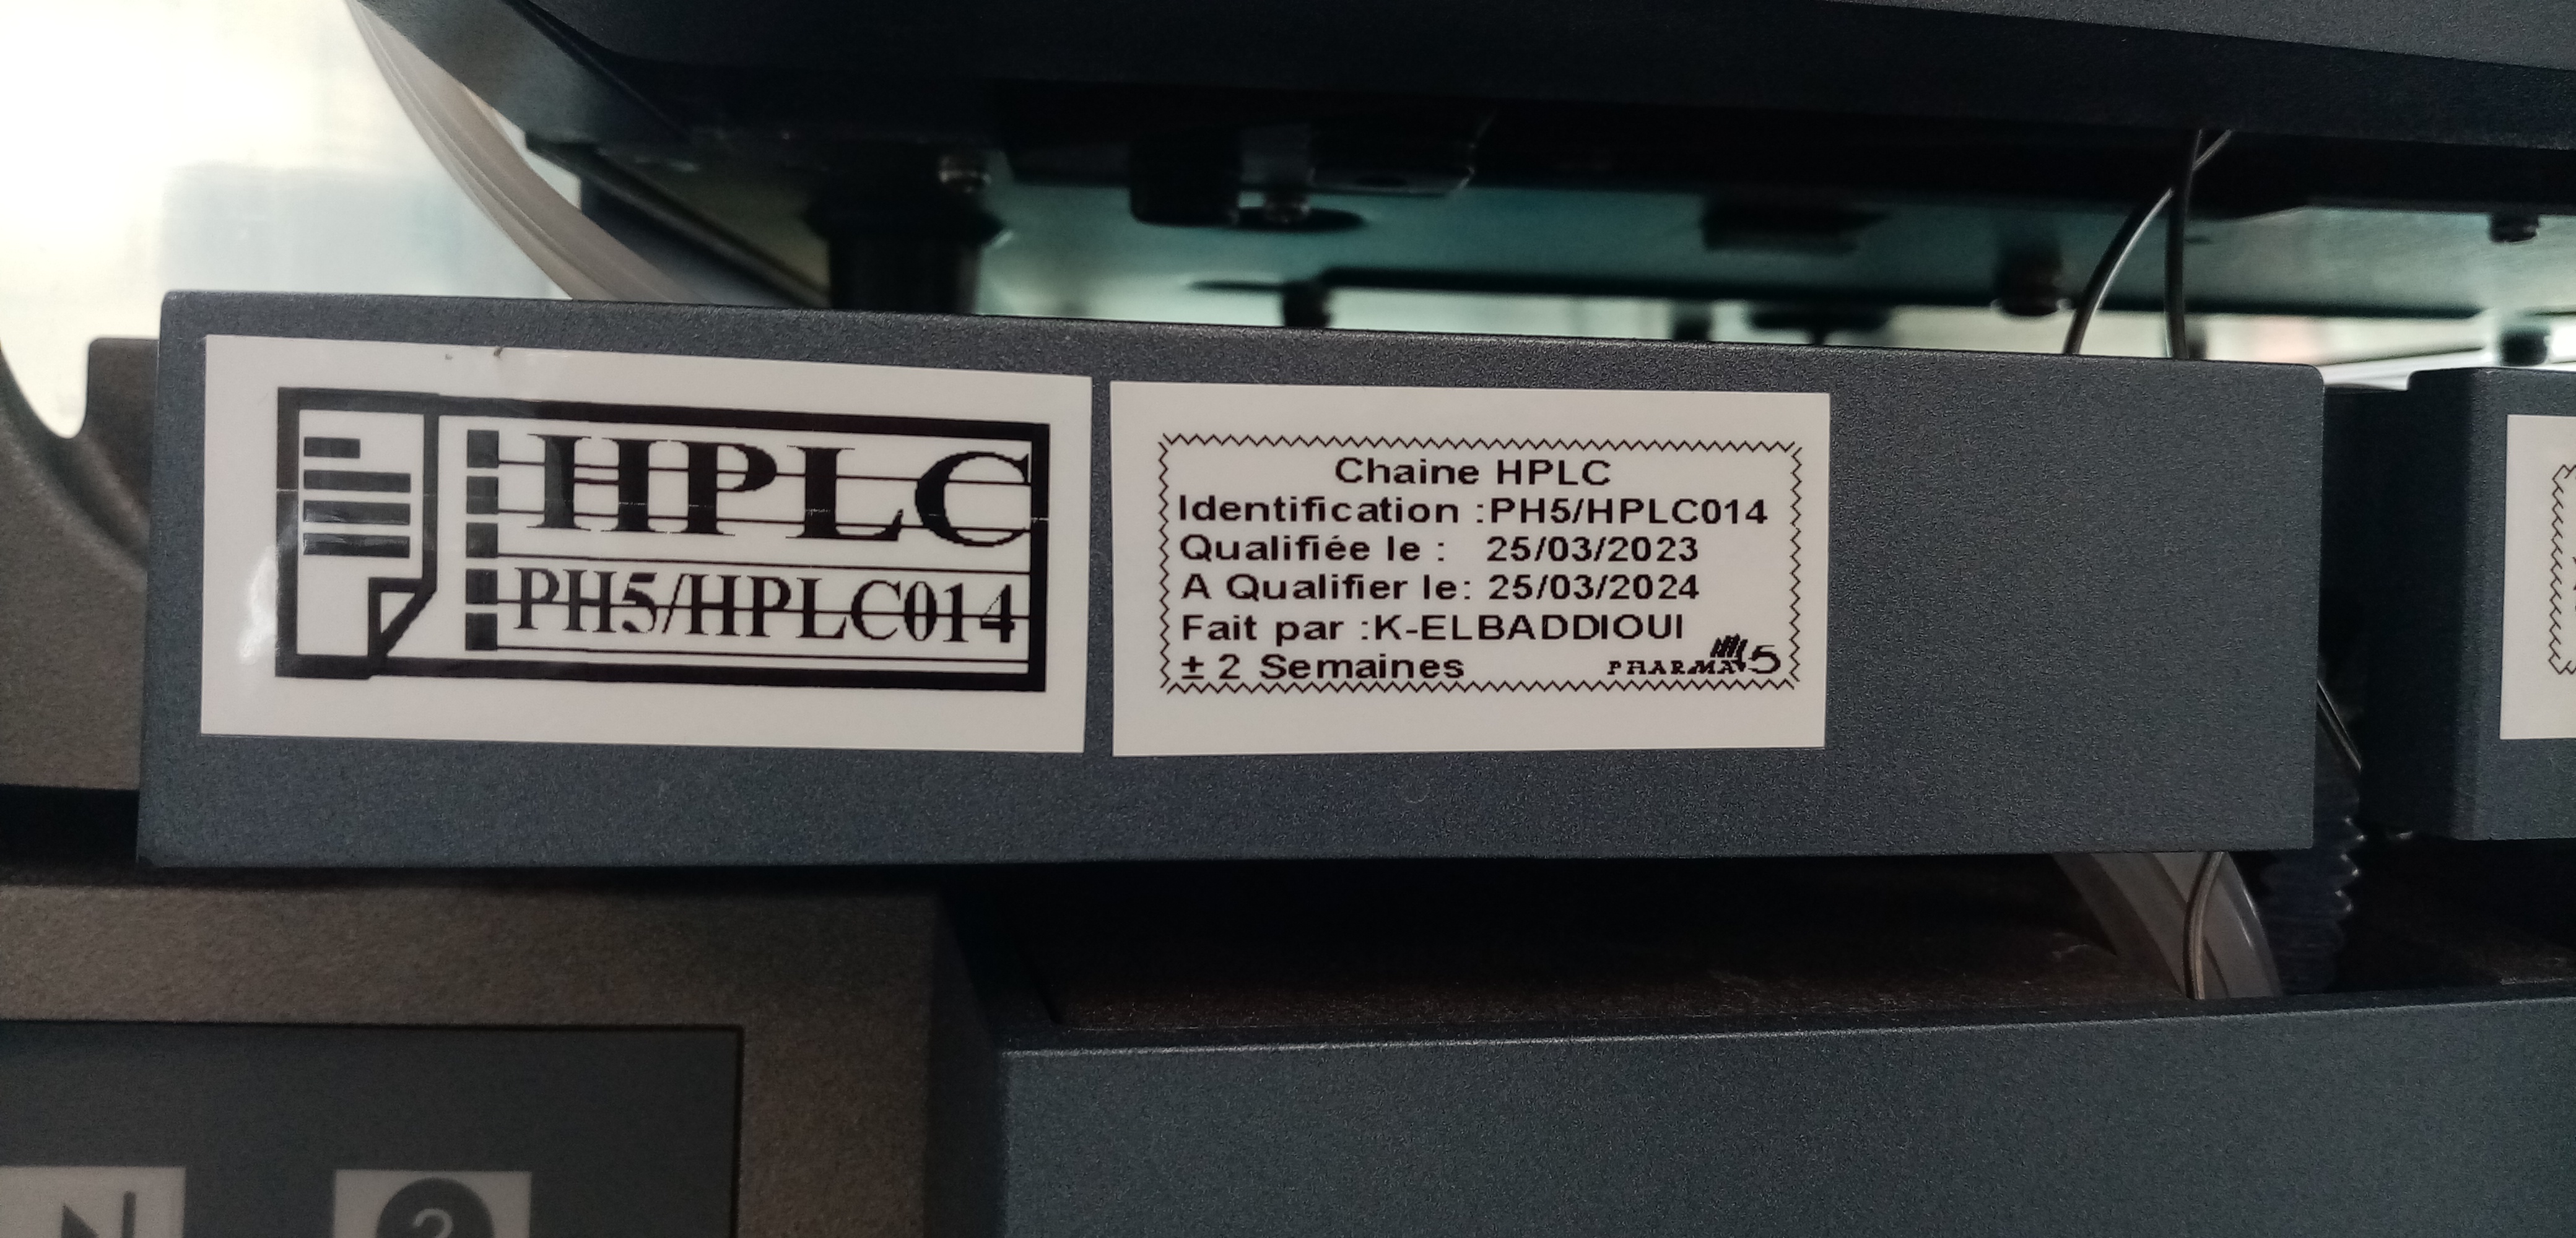 HPLC
PH5/HPLC014
Chaine HPLC
Identification :PH5/HPLC014
Qualifiée le : 25/03/2023
A Qualifier le: 25/03/2024
Fait par :K-ELBADDIOUI
± 2 Semaines
PHARMA 5
?